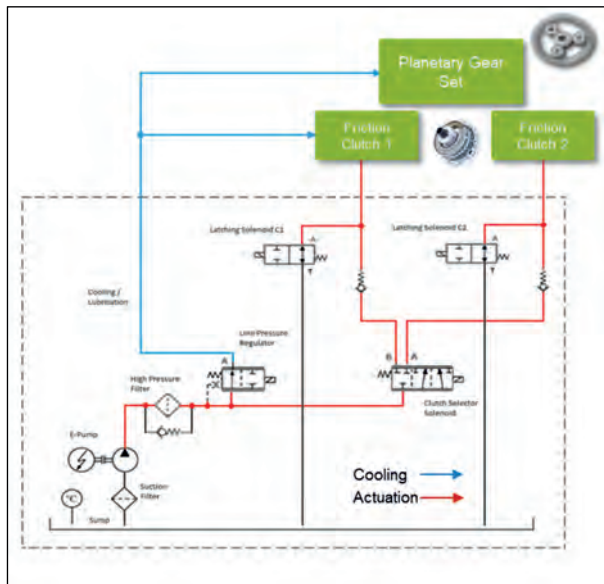 Planetary Gear
Set
Friction
Clutch 1
Friction
Clutch 2
Latching Solenoid C1
A
T
Latching Solenoid C2
A
T
Cooling /
Lubrication
Line Pressure
Regulator
A
B A
High Pressure
Filter
Clutch Selector
Solenoid
E-Pump
Suction
Filter
°C
Sump
Cooling
Actuation